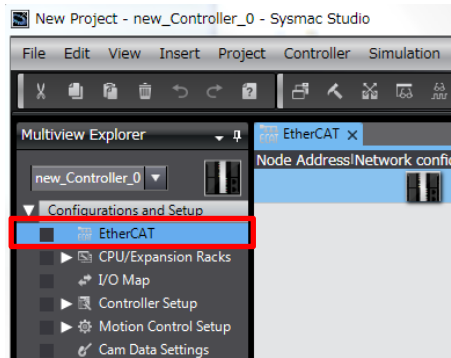 New Project - new_Controller_0 - Sysmac Studio
File Edit View Insert Project Controller Simulation
Multiview Explorer
EtherCAT
Node Address Network
new_Controller_0
Configurations and Setup
EtherCAT
CPU/Expansion Racks
I/O Map
Controller Setup
Motion Control Setup
Cam Data Settings